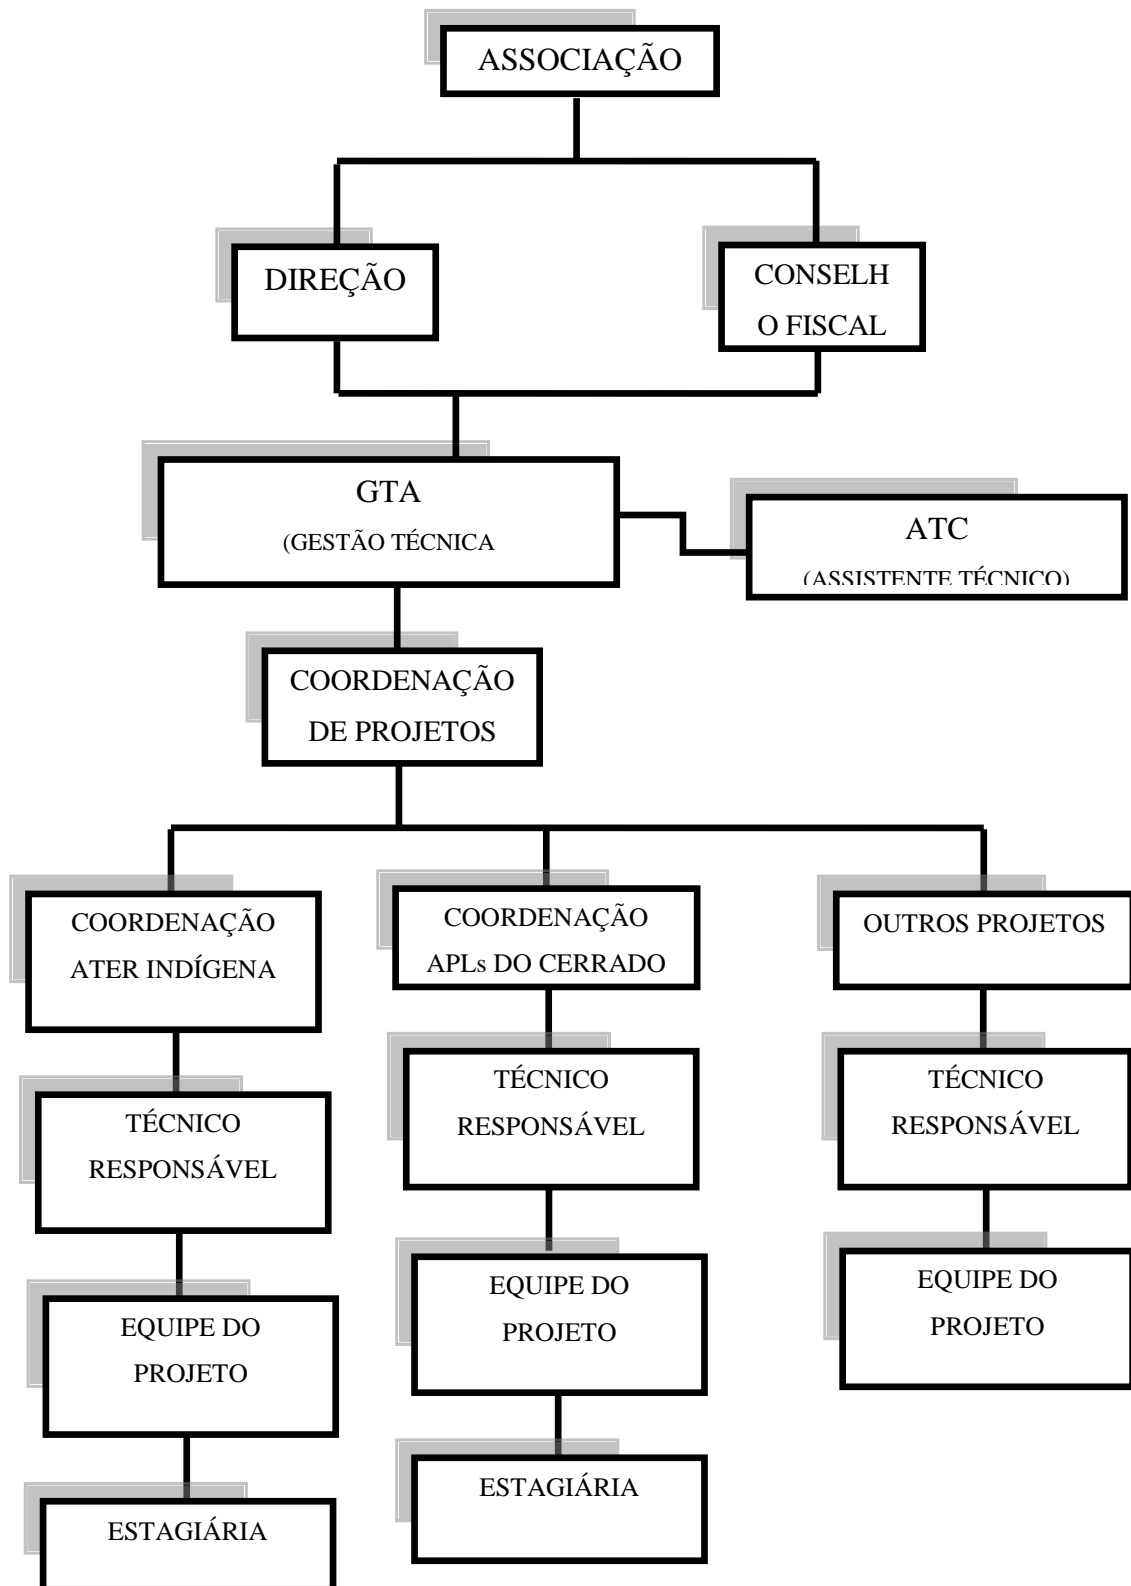 ASSOCIAÇÃO
DIREÇÃO
CONSELH
O FISCAL
GTA
(GESTÃO TÉCNICA
ATC
(ASSISTENTE TÉCNICO)
COORDENAÇÃO
DE PROJETOS
COORDENAÇÃO
ATER INDÍGENA
COORDENAÇÃO
APLs DO CERRADO
OUTROS PROJETOS
TÉCNICO
RESPONSÁVEL
TÉCNICO
RESPONSÁVEL
TÉCNICO
RESPONSÁVEL
EQUIPE DO
PROJETO
EQUIPE DO
PROJETO
EQUIPE DO
PROJETO
ESTAGIÁRIA
ESTAGIÁRIA